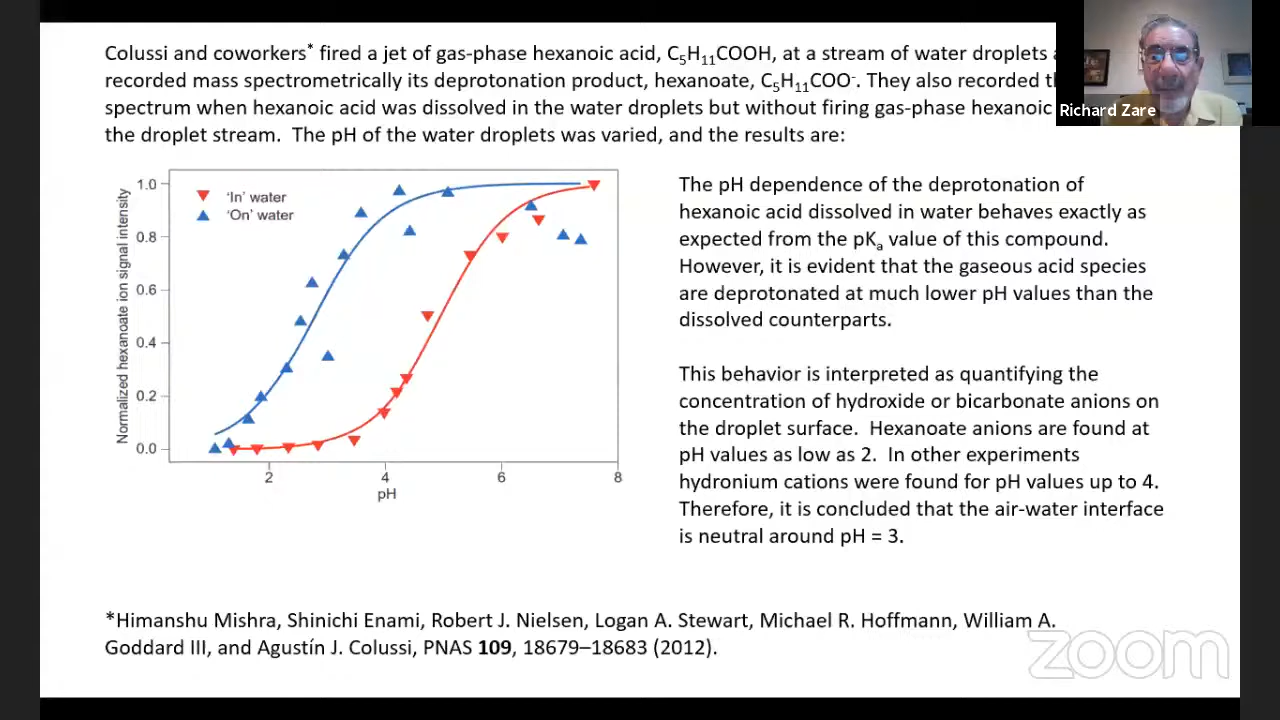 Colussi and coworkers* fired a jet of gas-phase hexanoic acid, C₅H₁₁COOH, at a stream of water droplets
recorded mass spectrometrically its deprotonation product, hexanoate, C₅H₁₁COO⁻. They also recorded
spectrum when hexanoic acid was dissolved in the water droplets but without firing gas-phase hexanoic
the droplet stream. The pH of the water droplets was varied, and the results are:
Richard Zare
Normalized hexanoate ion signal intensity
1.0
0.8
0.6
0.4
0.2
0.0
'In' water
'On' water
2
4
6
8
pH
The pH dependence of the deprotonation of
hexanoic acid dissolved in water behaves exactly as
expected from the pKₐ value of this compound.
However, it is evident that the gaseous acid species
are deprotonated at much lower pH values than the
dissolved counterparts.
This behavior is interpreted as quantifying the
concentration of hydroxide or bicarbonate anions on
the droplet surface. Hexanoate anions are found at
pH values as low as 2. In other experiments
hydronium cations were found for pH values up to 4.
Therefore, it is concluded that the air-water interface
is neutral around pH = 3.
*Himanshu Mishra, Shinichi Enami, Robert J. Nielsen, Logan A. Stewart, Michael R. Hoffmann, William A.
Goddard III, and Agustín J. Colussi, PNAS 109, 18679–18683 (2012).
zoom